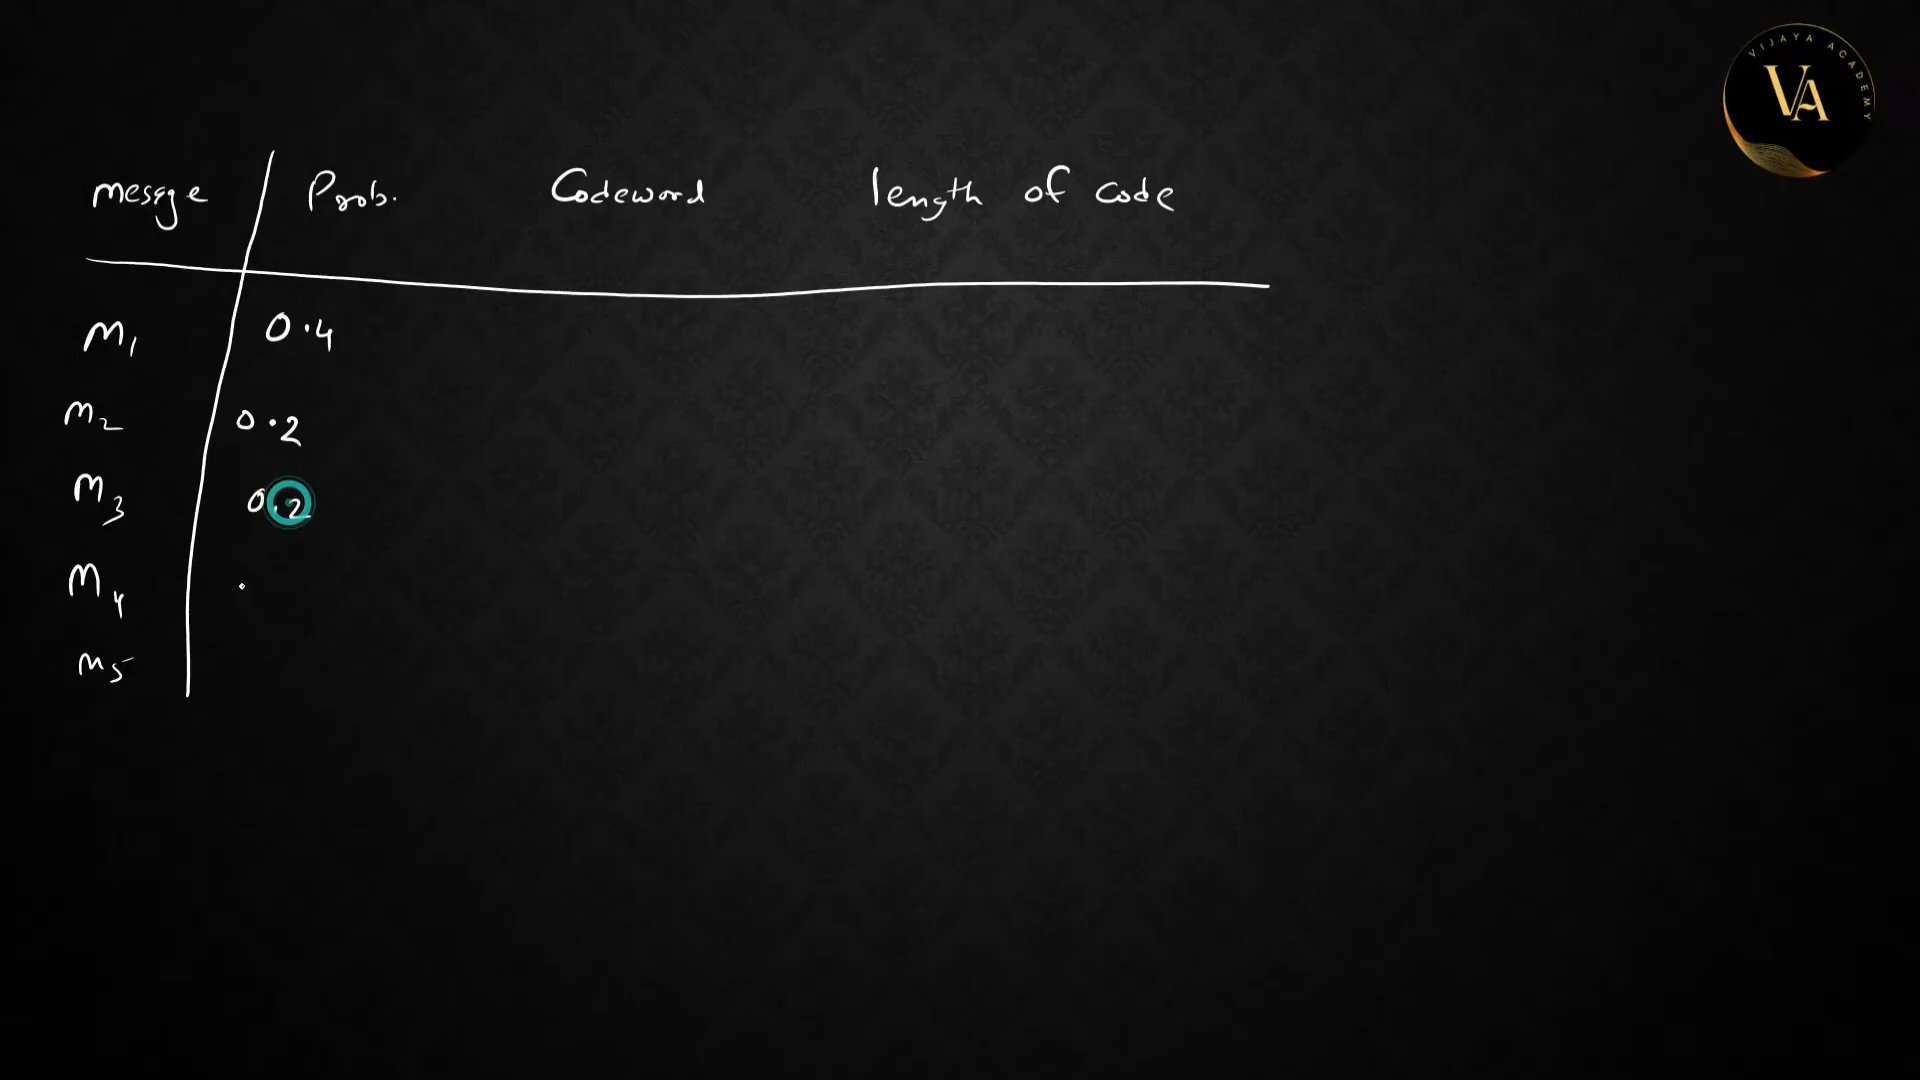 VIJAYA ACADEMY
VA
mesgge Prob. Codeword length of code
M1 0.4
M2 0.2
M3 0.2
M4 .
M5